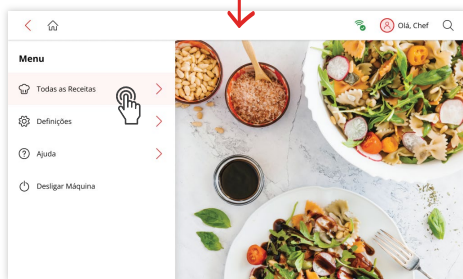 Olá, Chef
Menu
Todas as Receitas
Definições
Ajuda
Desligar Máquina